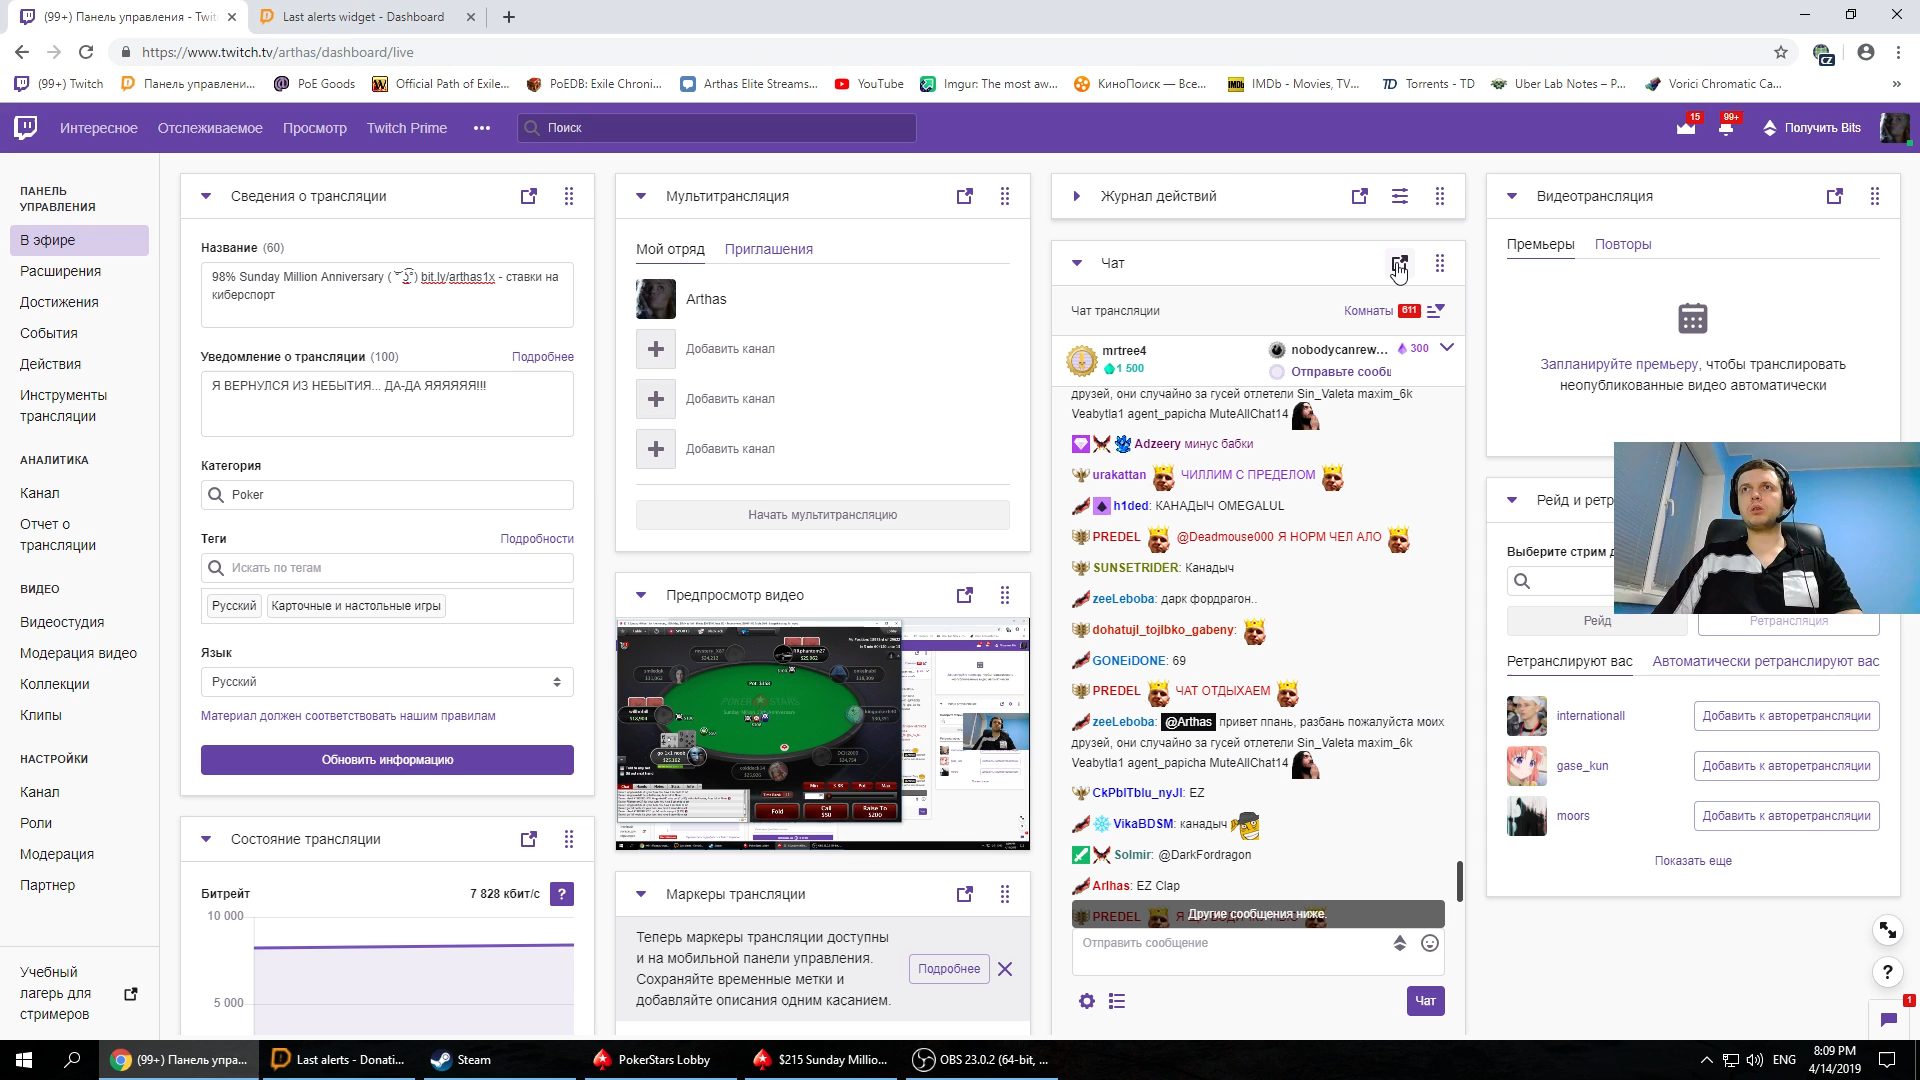 (99+) Панель управления - Twit
Last alerts widget - Dashboard
https://www.twitch.tv/arthas/dashboard/live
CZ
(99+) Twitch
Панель управлени...
PoE Goods
Official Path of Exile...
PoEDB: Exile Chroni...
Arthas Elite Streams...
YouTube
Imgur: The most aw...
КиноПоиск — Все...
IMDb - Movies, TV...
Torrents - TD
Uber Lab Notes – P...
Vorici Chromatic Ca...
Интересное
Отслеживаемое
Просмотр
Twitch Prime
Поиск
15
99+
Получить Bits
ПАНЕЛЬ
УПРАВЛЕНИЯ
В эфире
Расширения
Достижения
События
Действия
Инструменты
трансляции
АНАЛИТИКА
Канал
Отчет о
трансляции
ВИДЕО
Видеостудия
Модерация видео
Коллекции
Клипы
НАСТРОЙКИ
Канал
Роли
Модерация
Партнер
Учебный
лагерь для
стримеров
Сведения о трансляции
Название (60)
98% Sunday Million Anniversary ( ͡° ͜ʖ ͡°) bit.ly/arthas1x - ставки на
киберспорт
Уведомление о трансляции (100)
Подробнее
Я ВЕРНУЛСЯ ИЗ НЕБЫТИЯ... ДА-ДА ЯЯЯЯЯЯ!!!
Категория
Poker
Теги
Подробности
Искать по тегам
Русский
Карточные и настольные игры
Язык
Русский
Материал должен соответствовать нашим правилам
Обновить информацию
Состояние трансляции
Битрейт
7 828 кбит/с
?
10 000
5 000
Мультитрансляция
Мой отряд
Приглашения
Arthas
Добавить канал
Добавить канал
Добавить канал
Начать мультитрансляцию
Предпросмотр видео
Fold
Call
$50
Raise To
$200
Маркеры трансляции
Теперь маркеры трансляции доступны
и на мобильной панели управления.
Сохраняйте временные метки и
добавляйте описания одним касанием.
Подробнее
Журнал действий
Чат
Чат трансляции
Комнаты
611
mrtree4
1 500
nobodycanrew...
300
Отправьте сообщ
друзей, они случайно за гусей отлетели Sin_Valeta maxim_6k
Veabytla1 agent_papicha MuteAllChat14
Adzeery минус бабки
urakattan ЧИЛЛИМ С ПРЕДЕЛОМ
h1ded: КАНАДЫЧ OMEGALUL
PREDEL @Deadmouse000 Я НОРМ ЧЕЛ АЛО
SUNSETRIDER: Канадыч
zeeLeboba: дарк фордрагон..
dohatujl_tojlbko_gabeny:
GONEiDONE: 69
PREDEL ЧАТ ОТДЫХАЕМ
zeeLeboba: @Arthas привет ппань, разбань пожалуйста моих
друзей, они случайно за гусей отлетели Sin_Valeta maxim_6k
Veabytla1 agent_papicha MuteAllChat14
CkPblTblu_nyJl: EZ
VikaBDSM: канадыч
Solmir: @DarkFordragon
Arlhas: EZ Clap
PREDEL
Другие сообщения ниже.
Отправить сообщение
Чат
Видеотрансляция
Премьеры
Повторы
Запланируйте премьеру, чтобы транслировать
неопубликованные видео автоматически
Рейд и ретр
Выберите стрим д
Рейд
Ретрансляция
Ретранслируют вас
Автоматически ретранслируют вас
internationall
Добавить к авторетрансляции
gase_kun
Добавить к авторетрансляции
moors
Добавить к авторетрансляции
Показать еще
?
1
(99+) Панель упра...
Last alerts - Donati...
Steam
PokerStars Lobby
$215 Sunday Millio...
OBS 23.0.2 (64-bit, ...
ENG
8:09 PM
4/14/2019